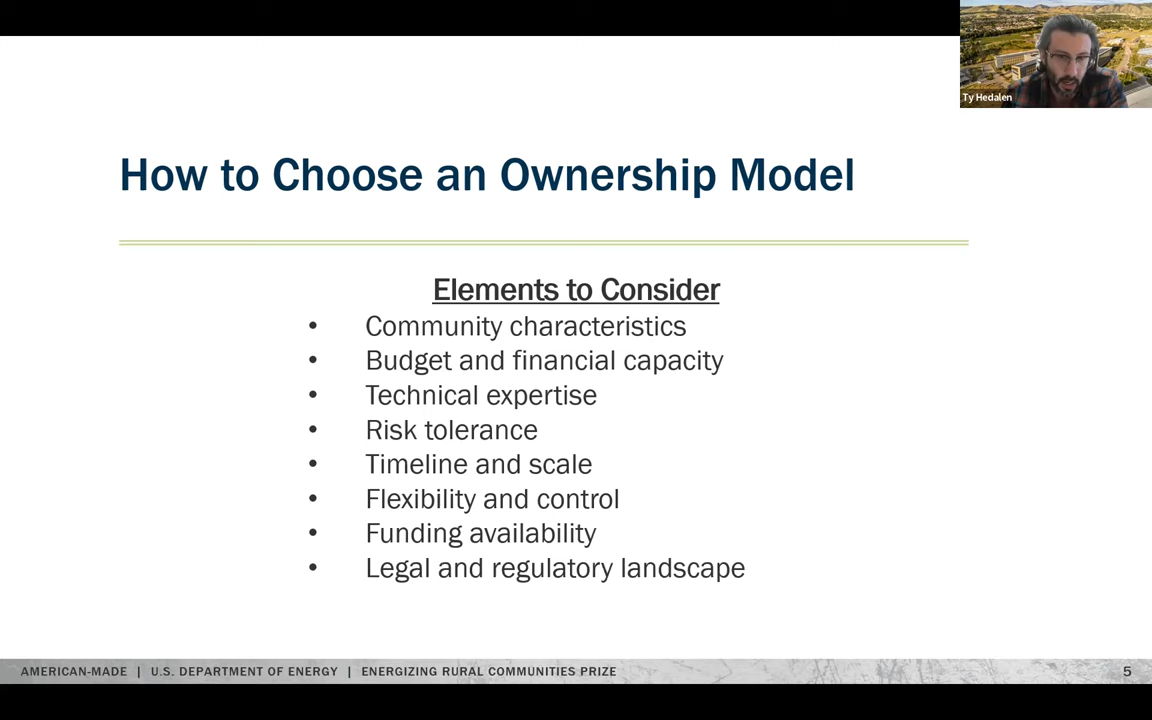 Ty Hedalen
How to Choose an Ownership Model
Elements to Consider
• Community characteristics
• Budget and financial capacity
• Technical expertise
• Risk tolerance
• Timeline and scale
• Flexibility and control
• Funding availability
• Legal and regulatory landscape
AMERICAN-MADE | U.S. DEPARTMENT OF ENERGY | ENERGIZING RURAL COMMUNITIES PRIZE 5